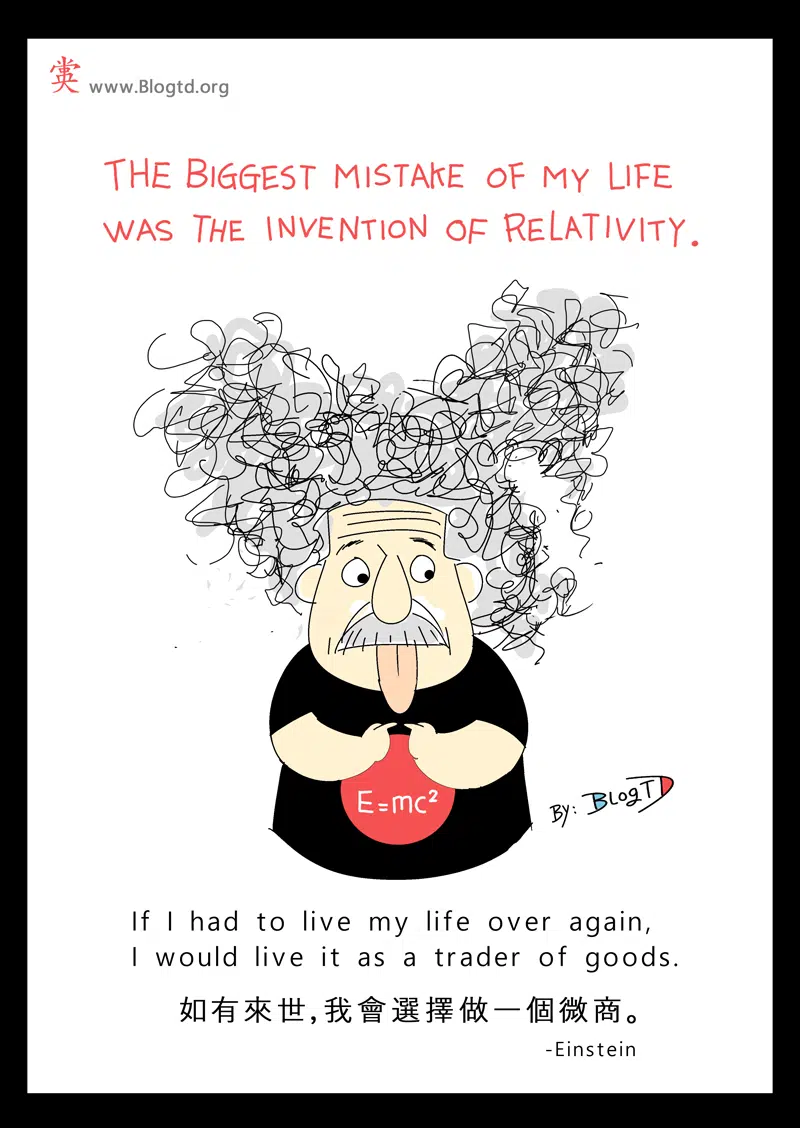 www.Blogtd.org
THE BIGGEST MISTAKE OF MY LIFE
WAS THE INVENTION OF RELATIVITY.
E=mc²
BY: BLOGTD
If I had to live my life over again,
I would live it as a trader of goods.
如有來世,我會選擇做一個微商。
-Einstein